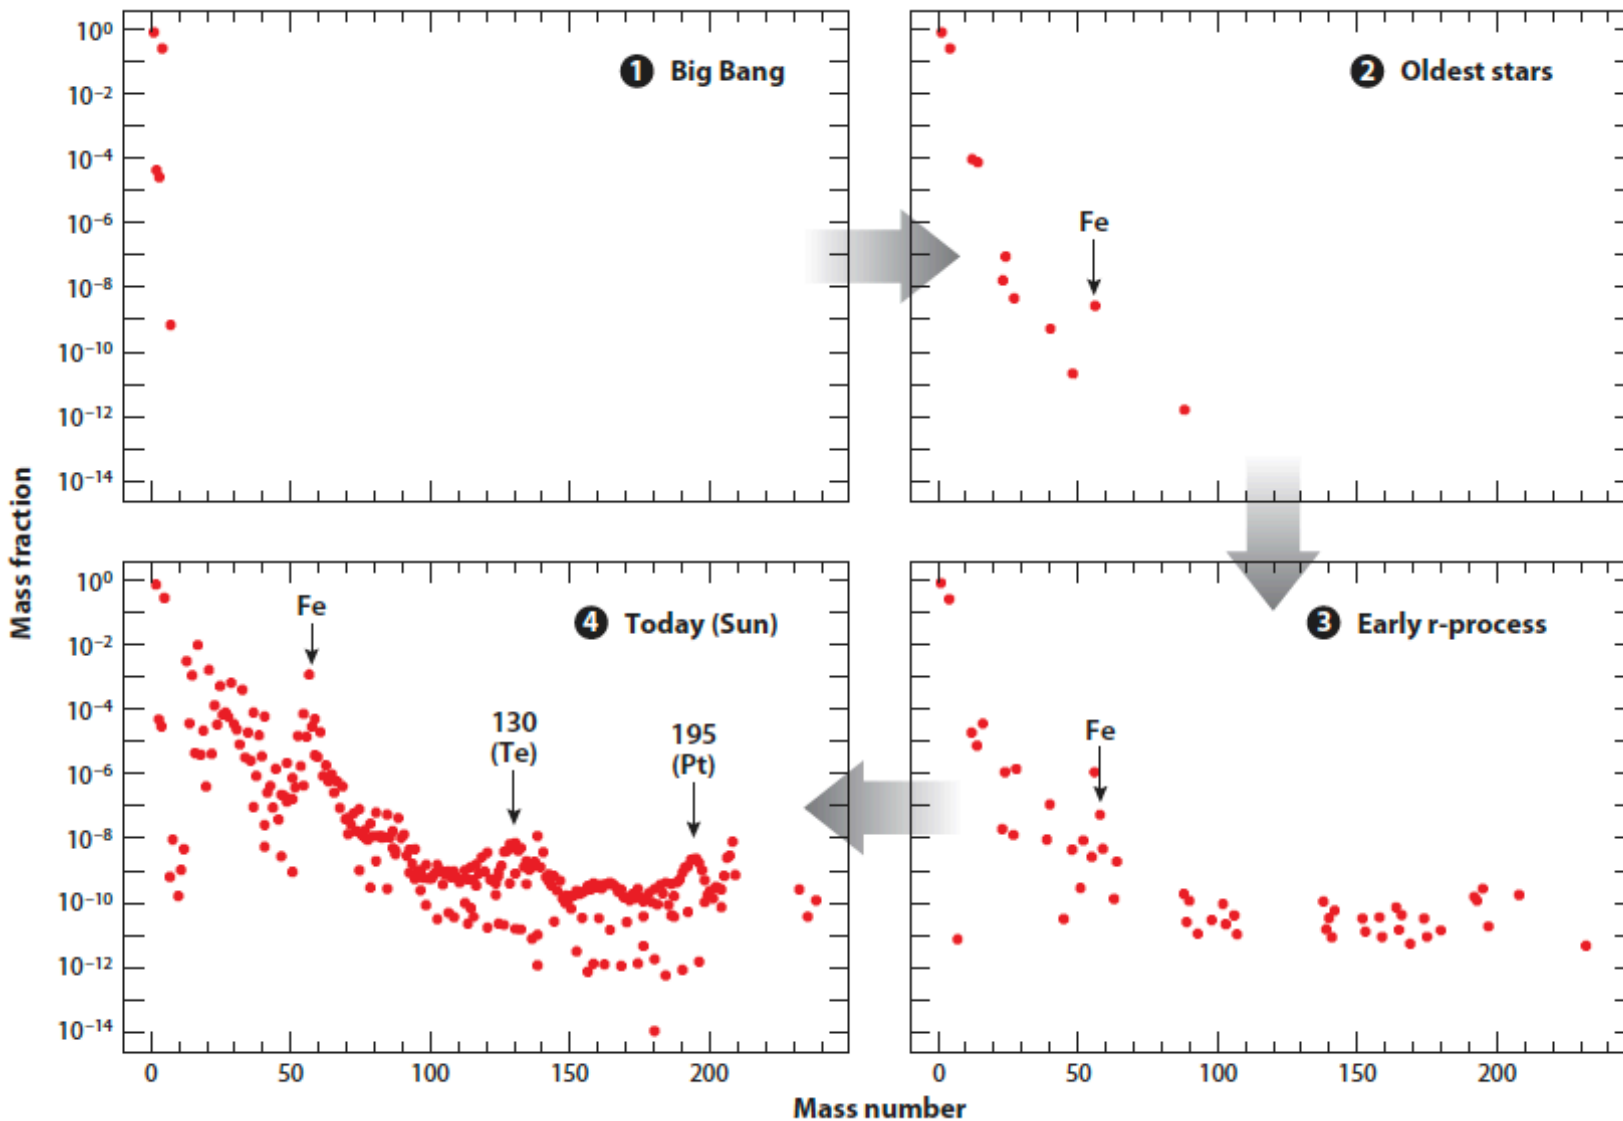 Mass fraction
10⁰
10⁻²
10⁻⁴
10⁻⁶
10⁻⁸
10⁻¹⁰
10⁻¹²
10⁻¹⁴
1 Big Bang
2 Oldest stars
Fe
10⁰
10⁻²
10⁻⁴
10⁻⁶
10⁻⁸
10⁻¹⁰
10⁻¹²
10⁻¹⁴
4 Today (Sun)
Fe
130
(Te)
195
(Pt)
0 50 100 150 200
3 Early r-process
Fe
0 50 100 150 200
Mass number